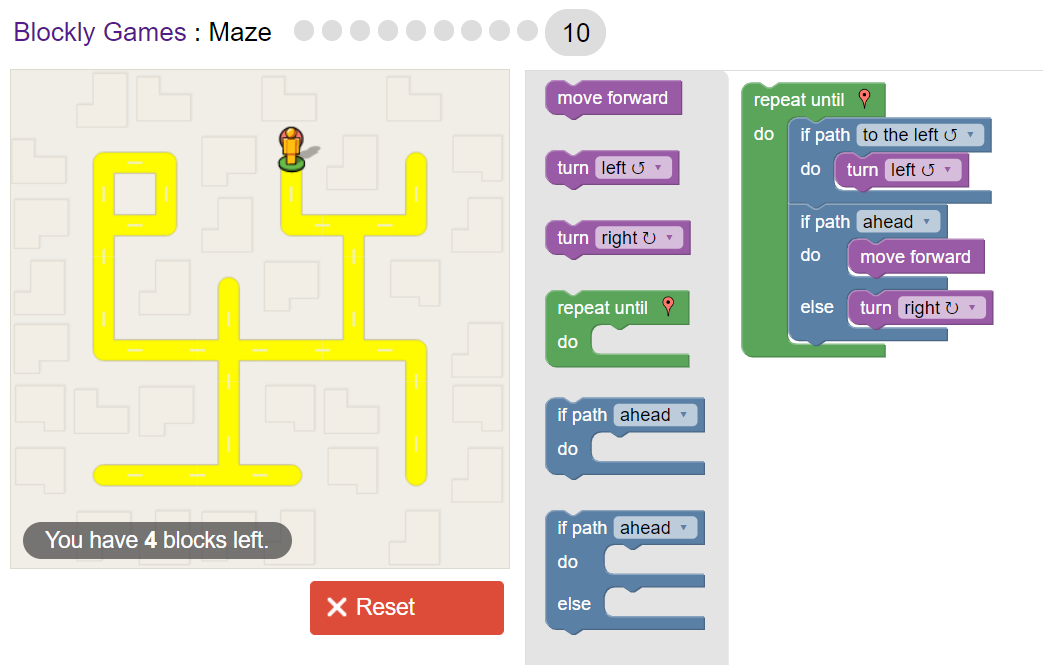 Blockly Games : Maze 10
You have 4 blocks left.
Reset
move forward
turn left ↺ ▼
turn right ↻ ▼
repeat until
do
if path ahead ▼
do
if path ahead ▼
do
else
repeat until
do if path to the left ↺ ▼
do turn left ↺ ▼
if path ahead ▼
do move forward
else turn right ↻ ▼